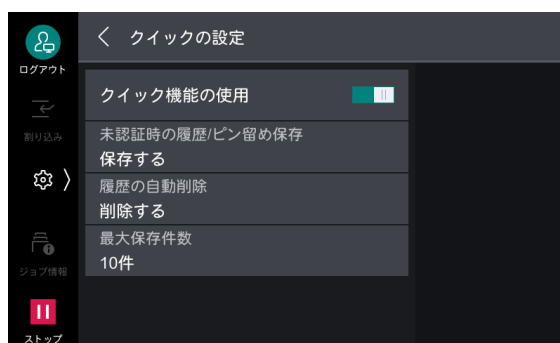 クイックの設定
ログアウト
クイック機能の使用
割り込み
未認証時の履歴/ピン留め保存
保存する
履歴の自動削除
削除する
最大保存件数
10件
ジョブ情報
ストップ